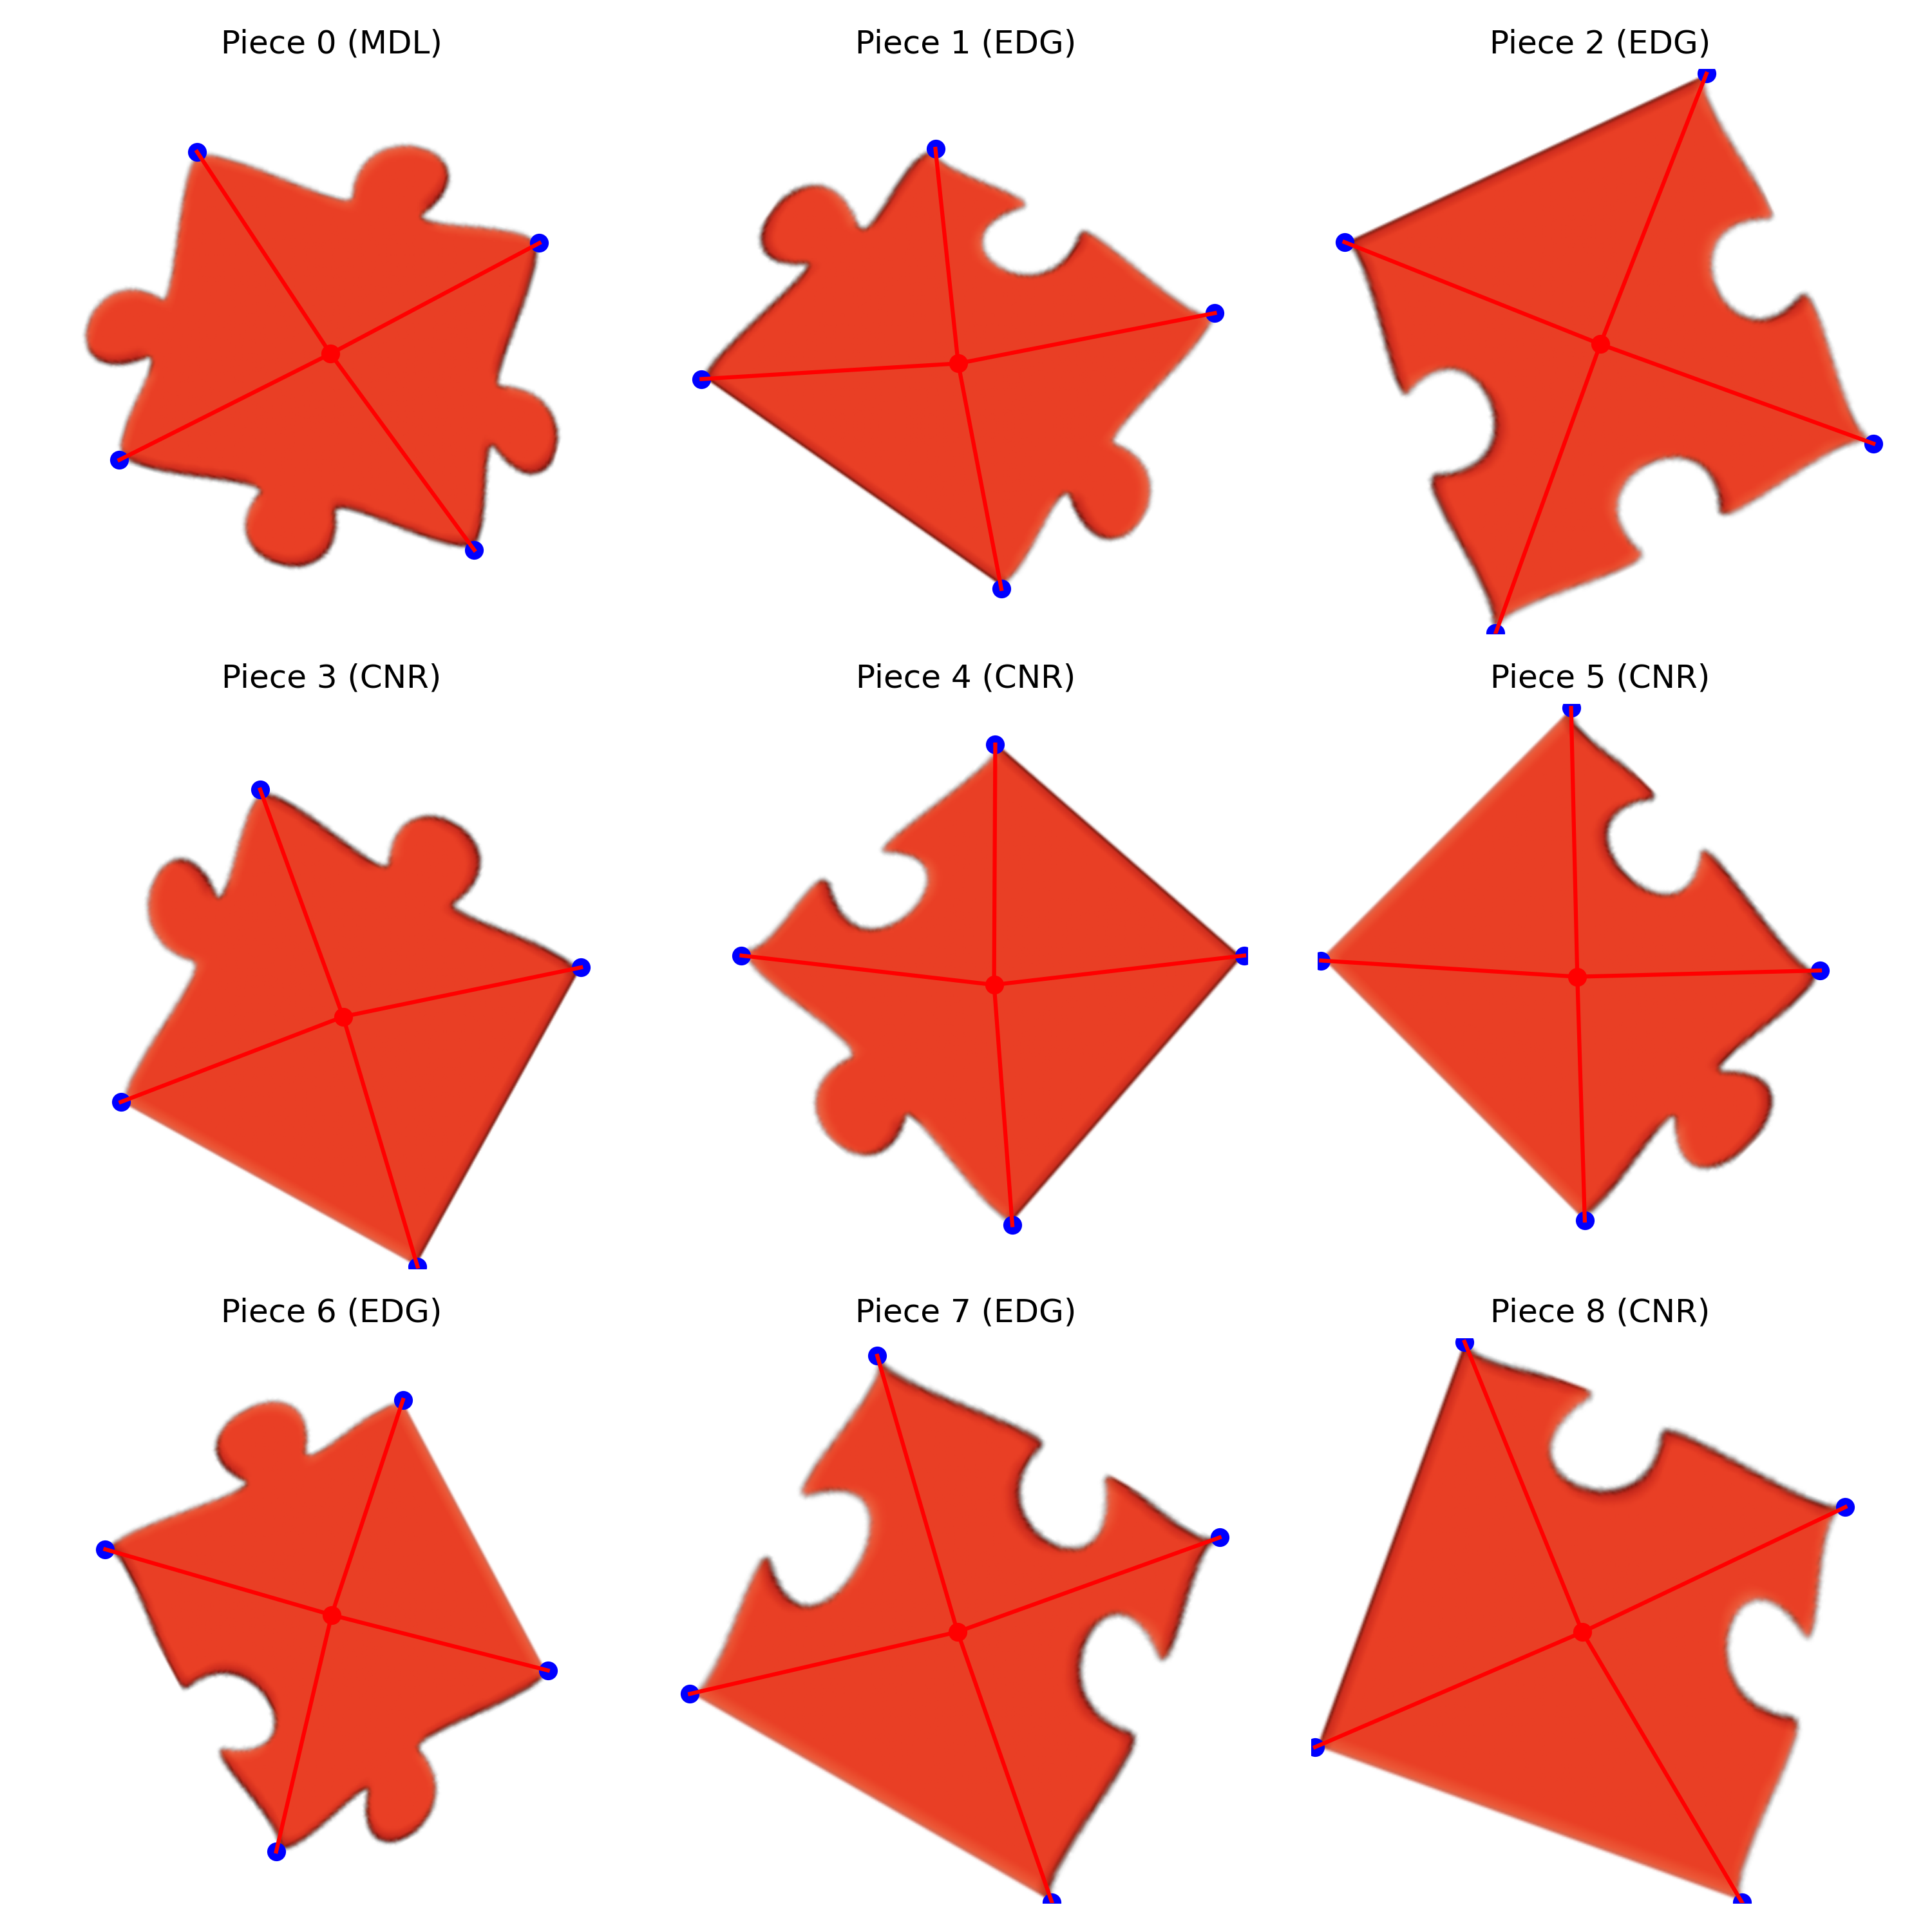 Piece 0 (MDL)
Piece 1 (EDG)
Piece 2 (EDG)
Piece 3 (CNR)
Piece 4 (CNR)
Piece 5 (CNR)
Piece 6 (EDG)
Piece 7 (EDG)
Piece 8 (CNR)